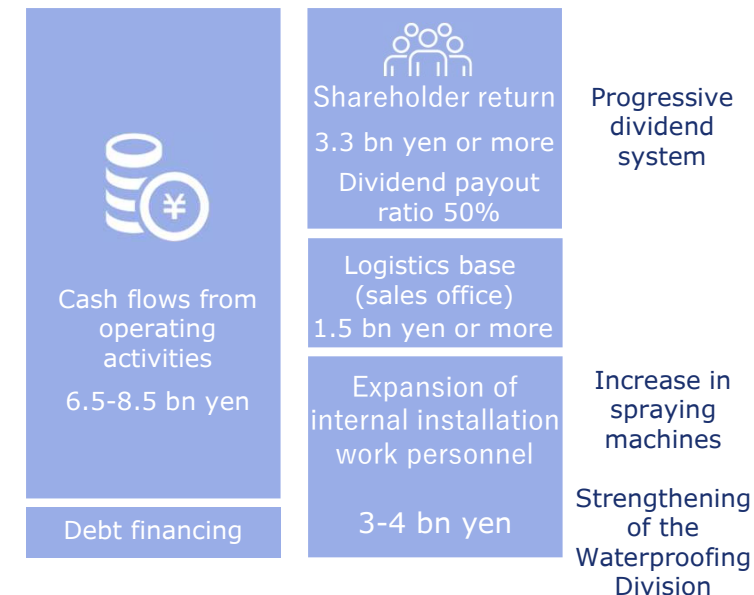 ¥
Cash flows from
operating
activities
6.5-8.5 bn yen
Debt financing
Shareholder return
3.3 bn yen or more
Dividend payout
ratio 50%
Logistics base
(sales office)
1.5 bn yen or more
Expansion of
internal installation
work personnel
3-4 bn yen
Progressive
dividend
system
Increase in
spraying
machines
Strengthening
of the
Waterproofing
Division